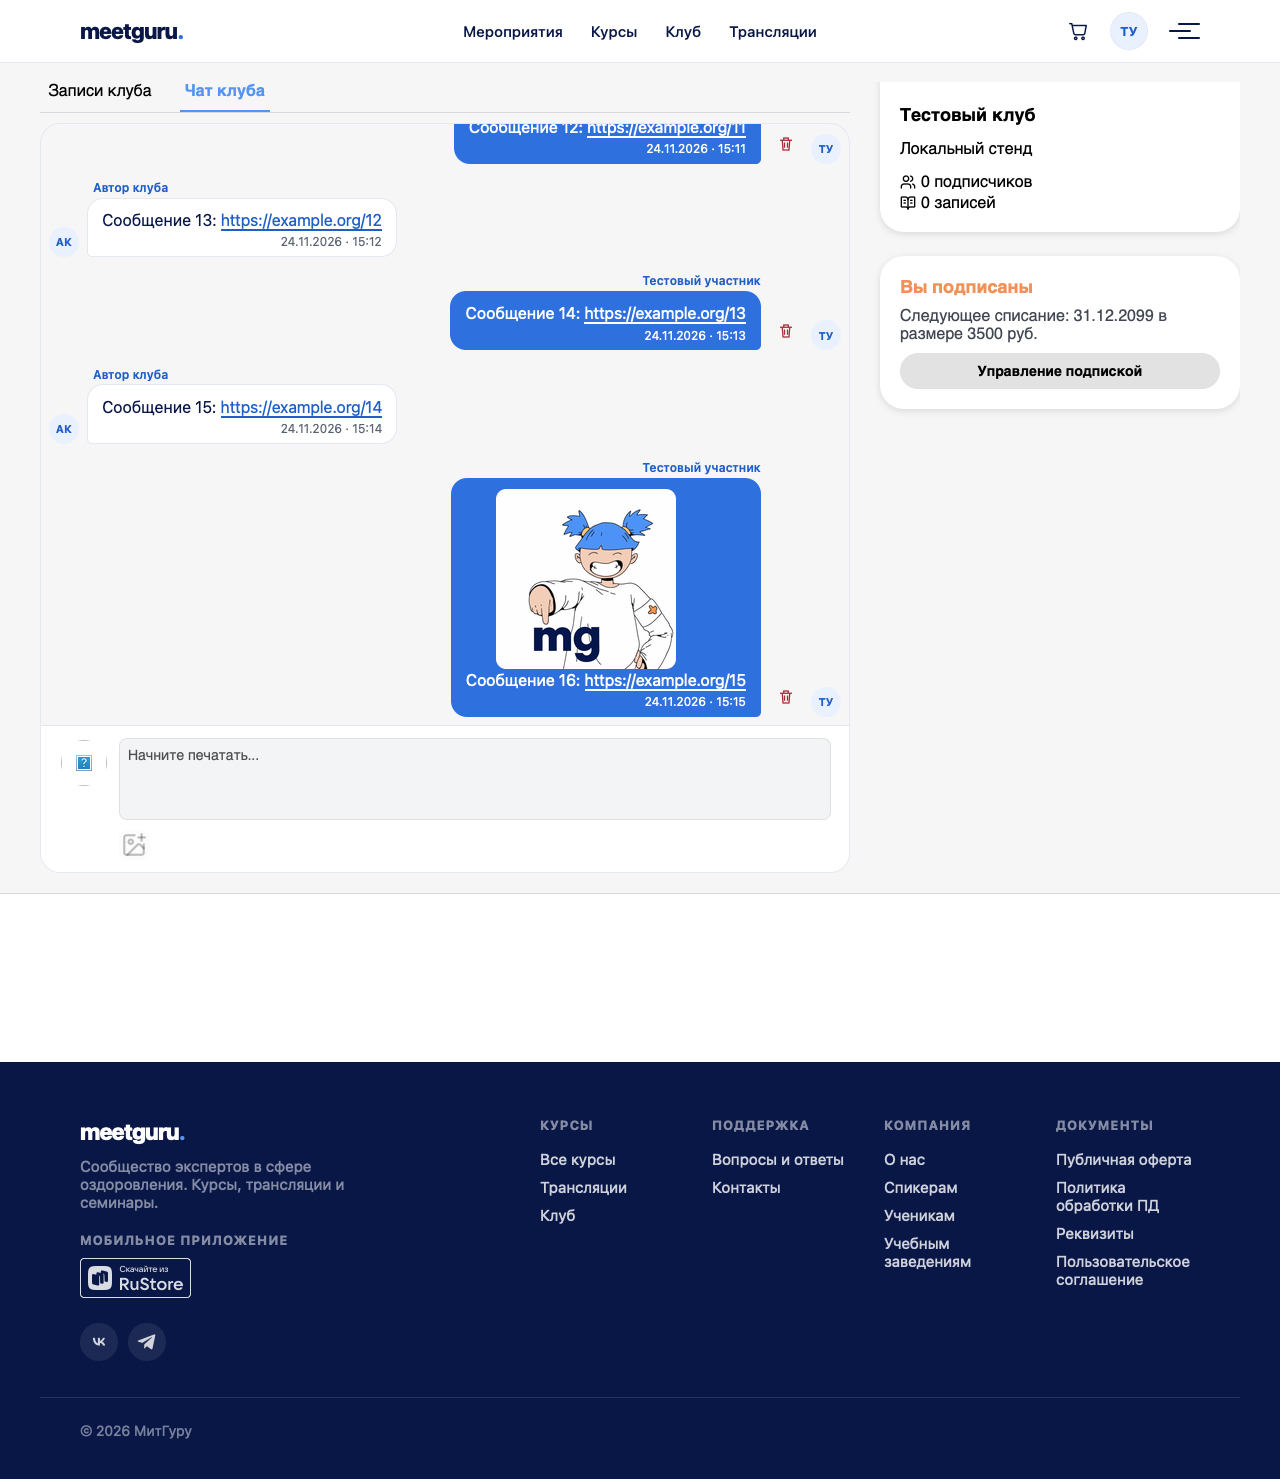 meetguru.
Мероприятия Курсы Клуб Трансляции
ТУ
Записи клуба Чат клуба
Сообщение 12: https://example.org/11
24.11.2026 · 15:11
ТУ
Автор клуба
Сообщение 13: https://example.org/12
24.11.2026 · 15:12
АК
Тестовый участник
Сообщение 14: https://example.org/13
24.11.2026 · 15:13
ТУ
Автор клуба
Сообщение 15: https://example.org/14
24.11.2026 · 15:14
АК
Тестовый участник
mg
Сообщение 16: https://example.org/15
24.11.2026 · 15:15
ТУ
?
Начните печатать...
Тестовый клуб
Локальный стенд
0 подписчиков
0 записей
Вы подписаны
Следующее списание: 31.12.2099 в
размере 3500 руб.
Управление подпиской
meetguru.
Сообщество экспертов в сфере
оздоровления. Курсы, трансляции и
семинары.
МОБИЛЬНОЕ ПРИЛОЖЕНИЕ
Скачайте из
RuStore
КУРСЫ
Все курсы
Трансляции
Клуб
ПОДДЕРЖКА
Вопросы и ответы
Контакты
КОМПАНИЯ
О нас
Спикерам
Ученикам
Учебным
заведениям
ДОКУМЕНТЫ
Публичная оферта
Политика
обработки ПД
Реквизиты
Пользовательское
соглашение
© 2026 МитГуру